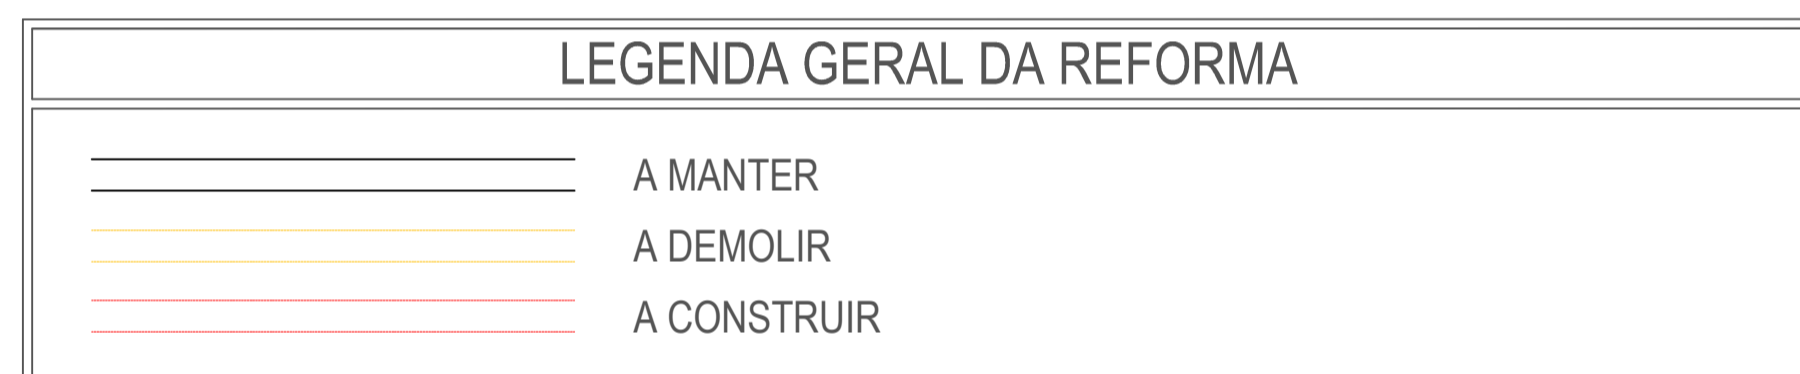 LEGENDA GERAL DA REFORMA
A MANTER
A DEMOLIR
A CONSTRUIR